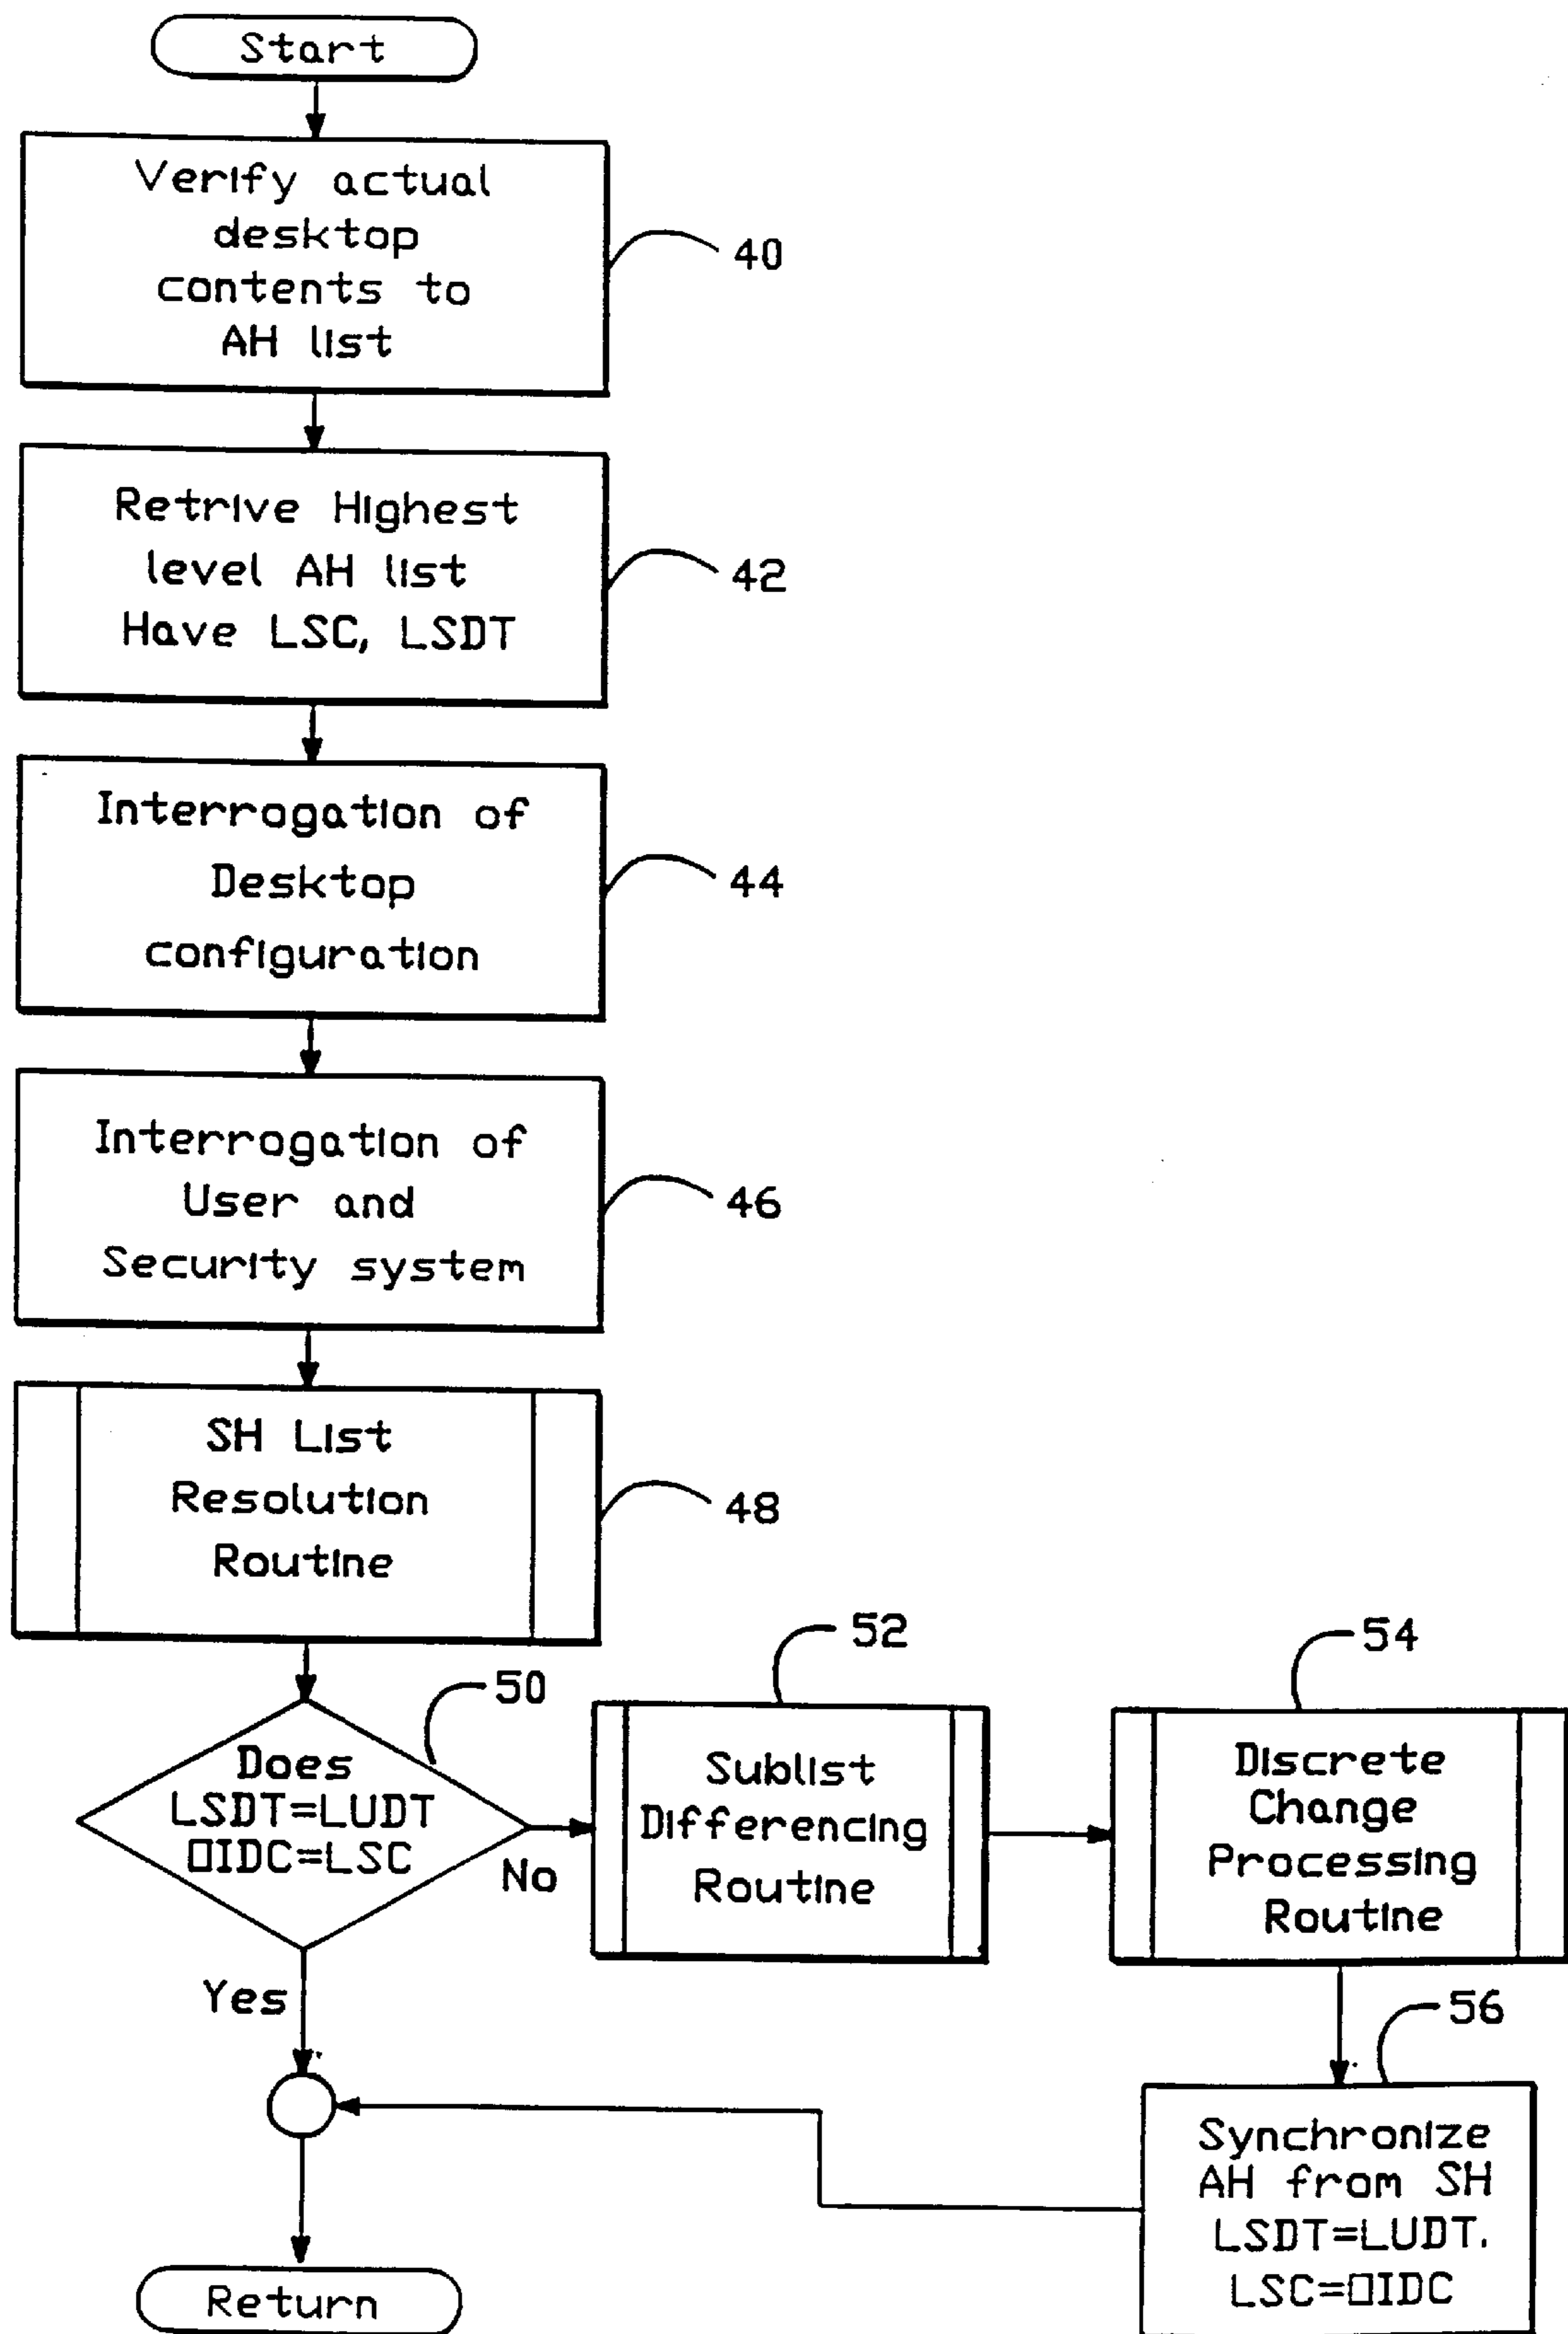 Start
Verify actual
desktop
contents to
AH list
40
Retrive Highest
level AH list
Have LSC, LSDT
42
Interrogation of
Desktop
configuration
44
Interrogation of
User and
Security system
46
SH List
Resolution
Routine
48
50
Does
LSDT=LUDT
OIDC=LSC
No
Yes
52
Sublist
Differencing
Routine
54
Discrete
Change
Processing
Routine
56
Synchronize
AH from SH
LSDT=LUDT.
LSC=OIDC
Return